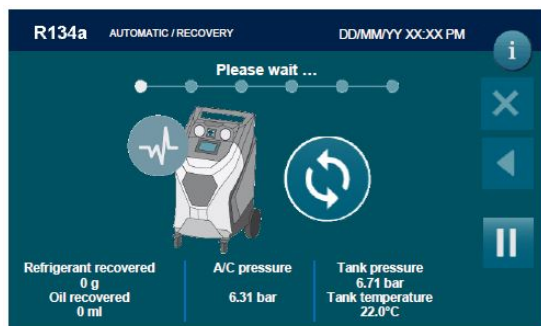 R134a AUTOMATIC / RECOVERY DD/MM/YY XX:XX PM
i
Please wait ...
Refrigerant recovered
0 g
Oil recovered
0 ml
A/C pressure
6.31 bar
Tank pressure
6.71 bar
Tank temperature
22.0°C